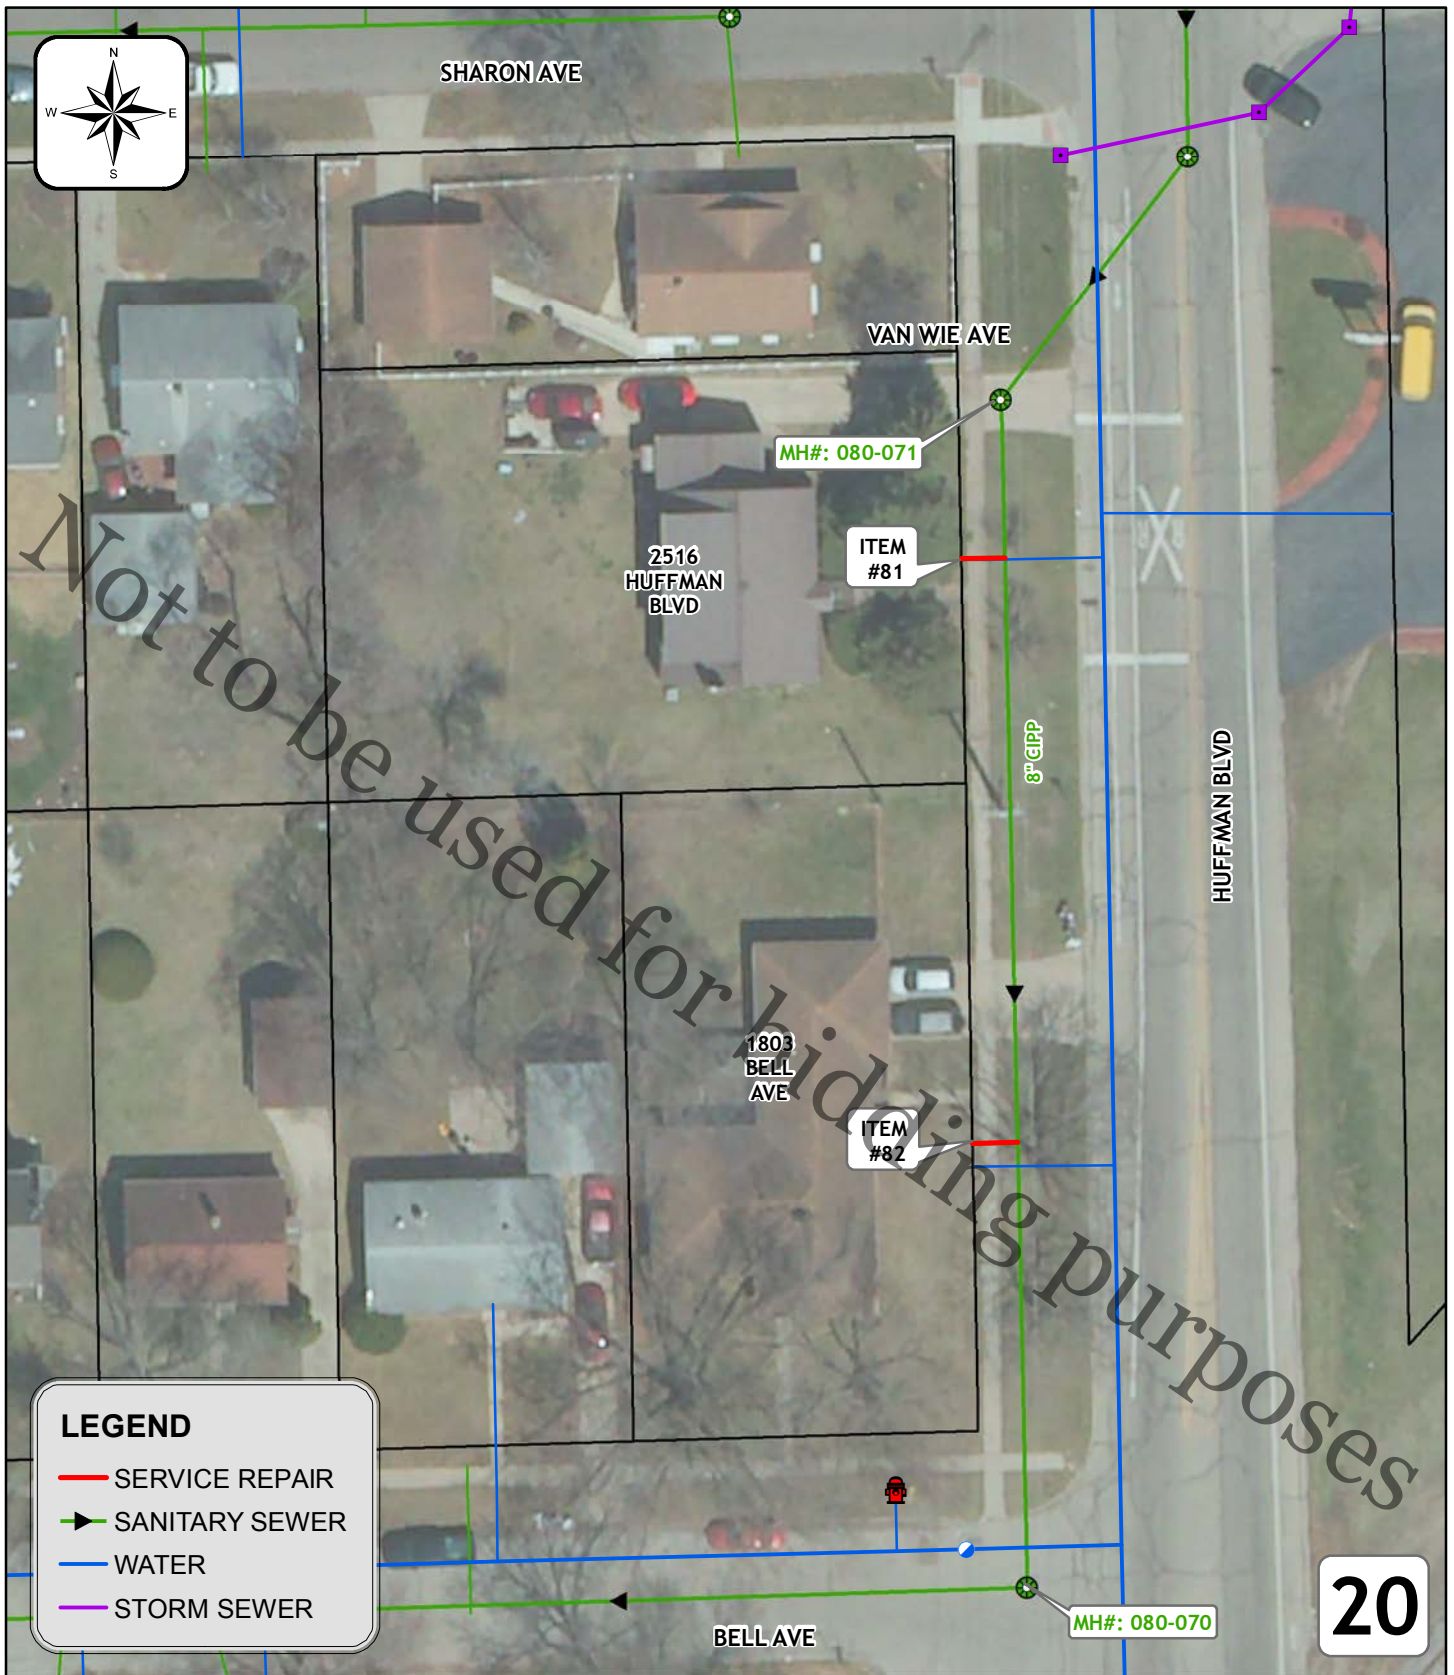 N
W E
S
SHARON AVE
VAN WIE AVE
MH#: 080-071
ITEM
#81
2516
HUFFMAN
BLVD
8" CIPP
HUFFMAN BLVD
1803
BELL
AVE
ITEM
#82
Not to be used for bidding purposes
LEGEND
SERVICE REPAIR
SANITARY SEWER
WATER
STORM SEWER
MH#: 080-070
BELL AVE
20